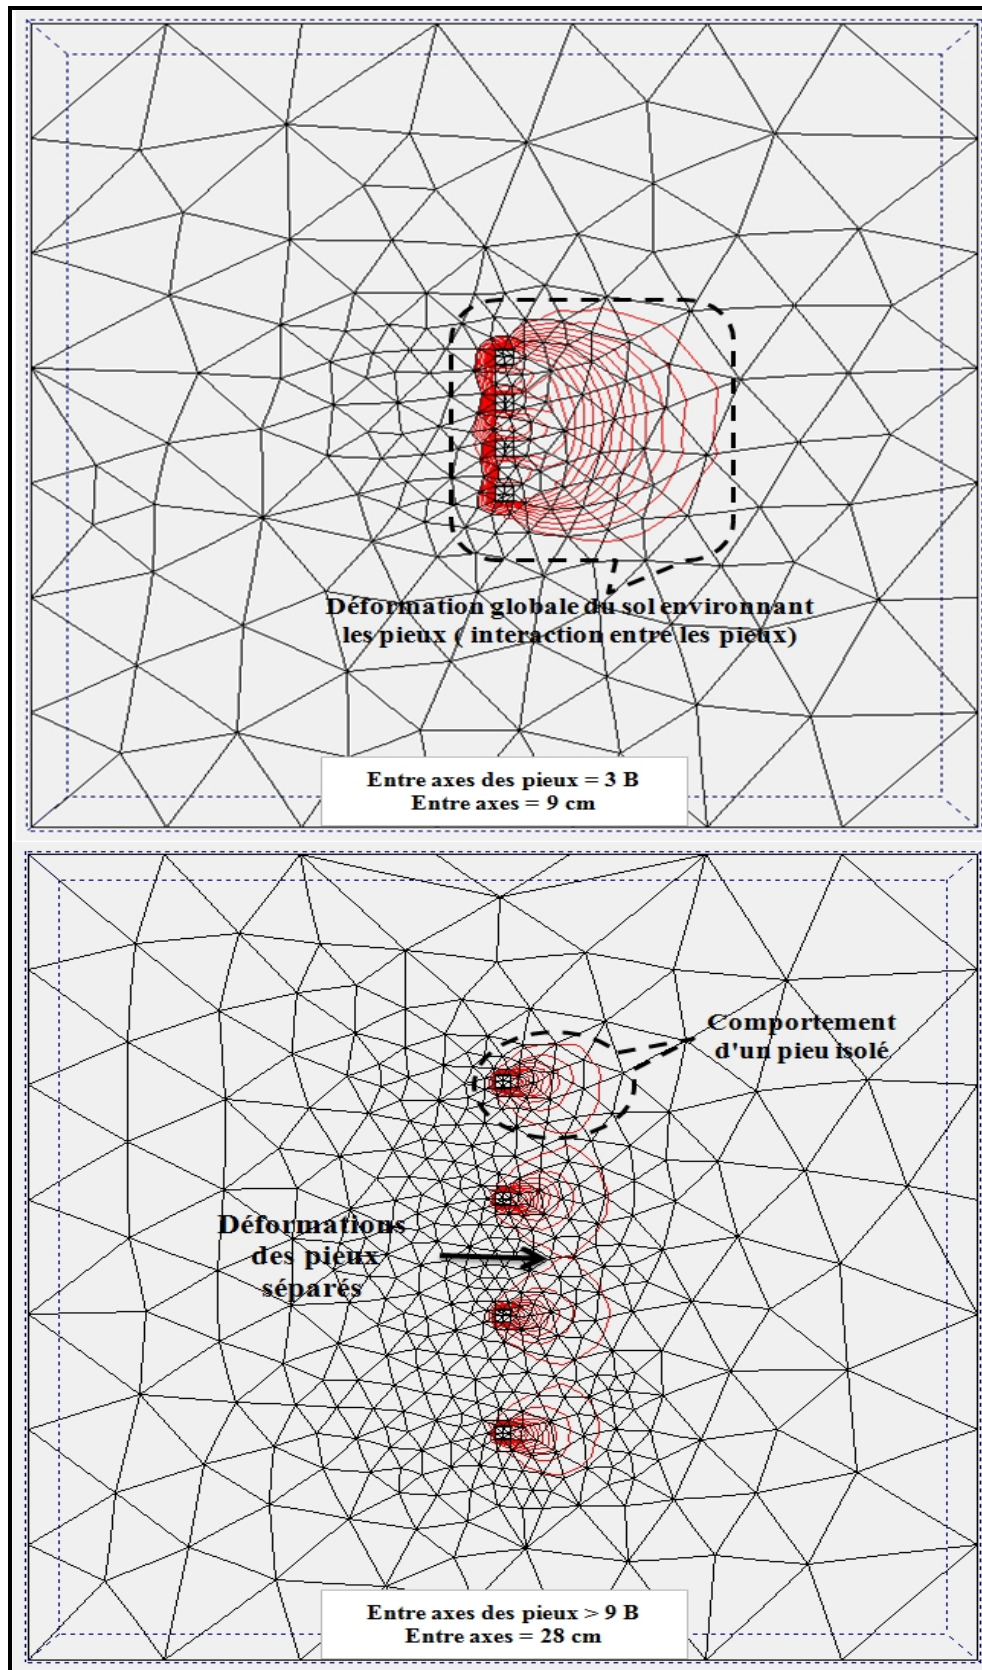 Déformation globale du sol environnant
les pieux ( interaction entre les pieux)
Entre axes des pieux = 3 B
Entre axes = 9 cm
Comportement
d'un pieu isolé
Déformations
des pieux
séparés
Entre axes des pieux > 9 B
Entre axes = 28 cm